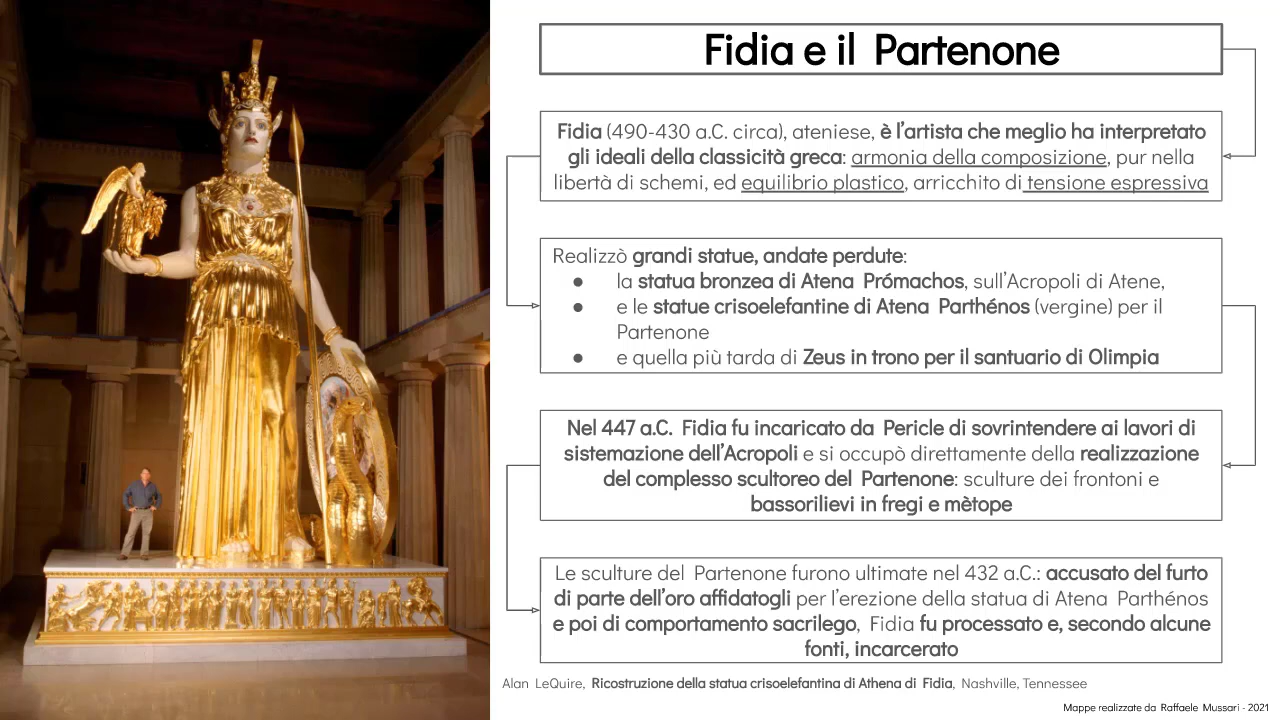 Fidia e il Partenone
Fidia (490-430 a.C. circa), ateniese, è l'artista che meglio ha interpretato
gli ideali della classicità greca: armonia della composizione, pur nella
libertà di schemi, ed equilibrio plastico, arricchito di tensione espressiva
Realizzò grandi statue, andate perdute:
● la statua bronzea di Atena Prómachos, sull'Acropoli di Atene,
● e le statue crisoelefantine di Atena Parthénos (vergine) per il
Partenone
● e quella più tarda di Zeus in trono per il santuario di Olimpia
Nel 447 a.C. Fidia fu incaricato da Pericle di sovrintendere ai lavori di
sistemazione dell'Acropoli e si occupò direttamente della realizzazione
del complesso scultoreo del Partenone: sculture dei frontoni e
bassorilievi in fregi e mètope
Le sculture del Partenone furono ultimate nel 432 a.C.: accusato del furto
di parte dell'oro affidatogli per l'erezione della statua di Atena Parthénos
e poi di comportamento sacrilego, Fidia fu processato e, secondo alcune
fonti, incarcerato
Alan LeQuire, Ricostruzione della statua crisoelefantina di Athena di Fidia, Nashville, Tennessee
Mappe realizzate da Raffaele Mussari - 2021